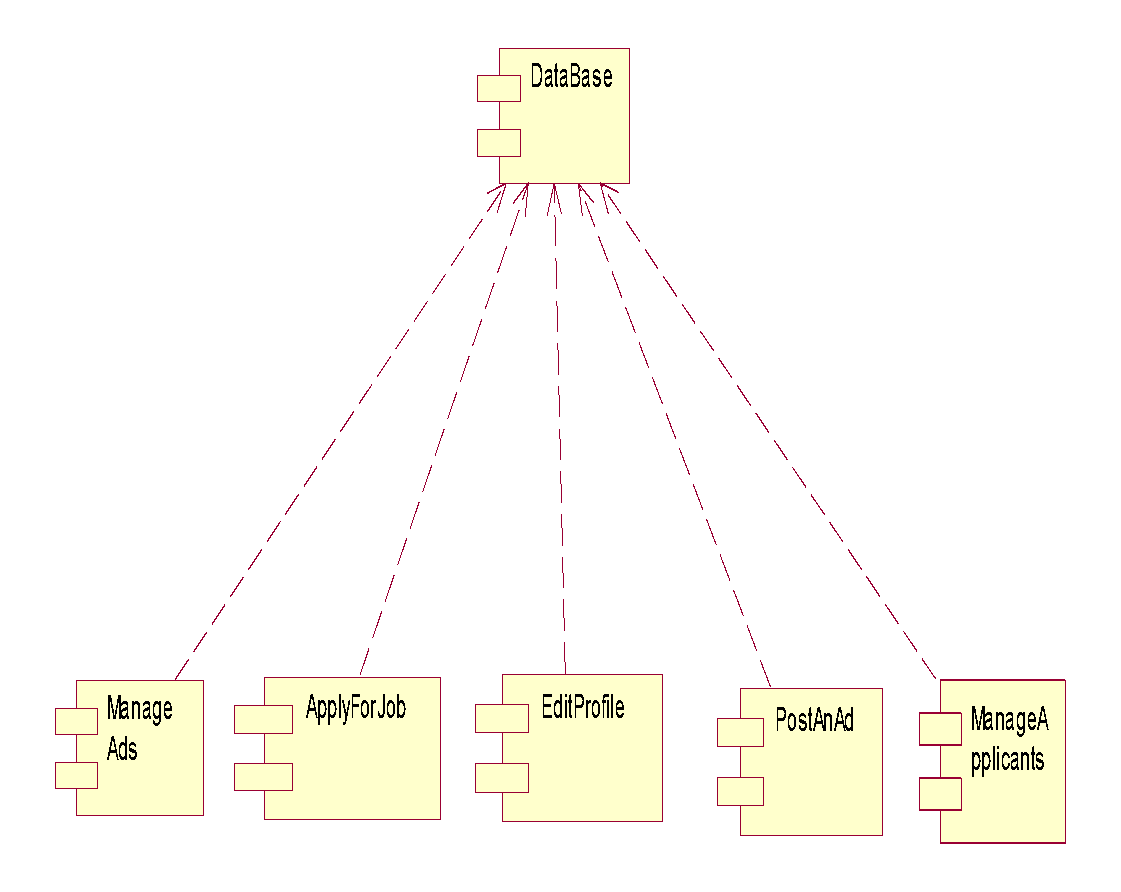 DataBase
Manage
Ads
ApplyForJob
EditProfile
PostAnAd
ManageA
pplicants